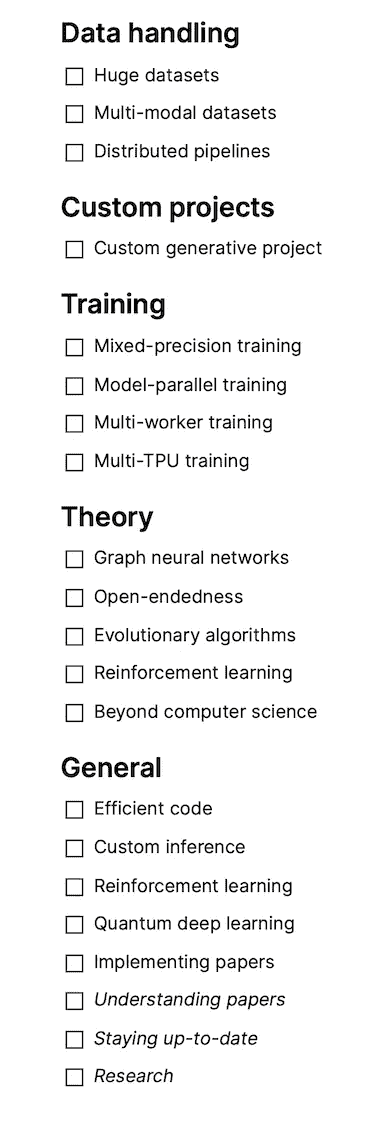 Data handling
Huge datasets
Multi-modal datasets
Distributed pipelines
Custom projects
Custom generative project
Training
Mixed-precision training
Model-parallel training
Multi-worker training
Multi-TPU training
Theory
Graph neural networks
Open-endedness
Evolutionary algorithms
Reinforcement learning
Beyond computer science
General
Efficient code
Custom inference
Reinforcement learning
Quantum deep learning
Implementing papers
Understanding papers
Staying up-to-date
Research